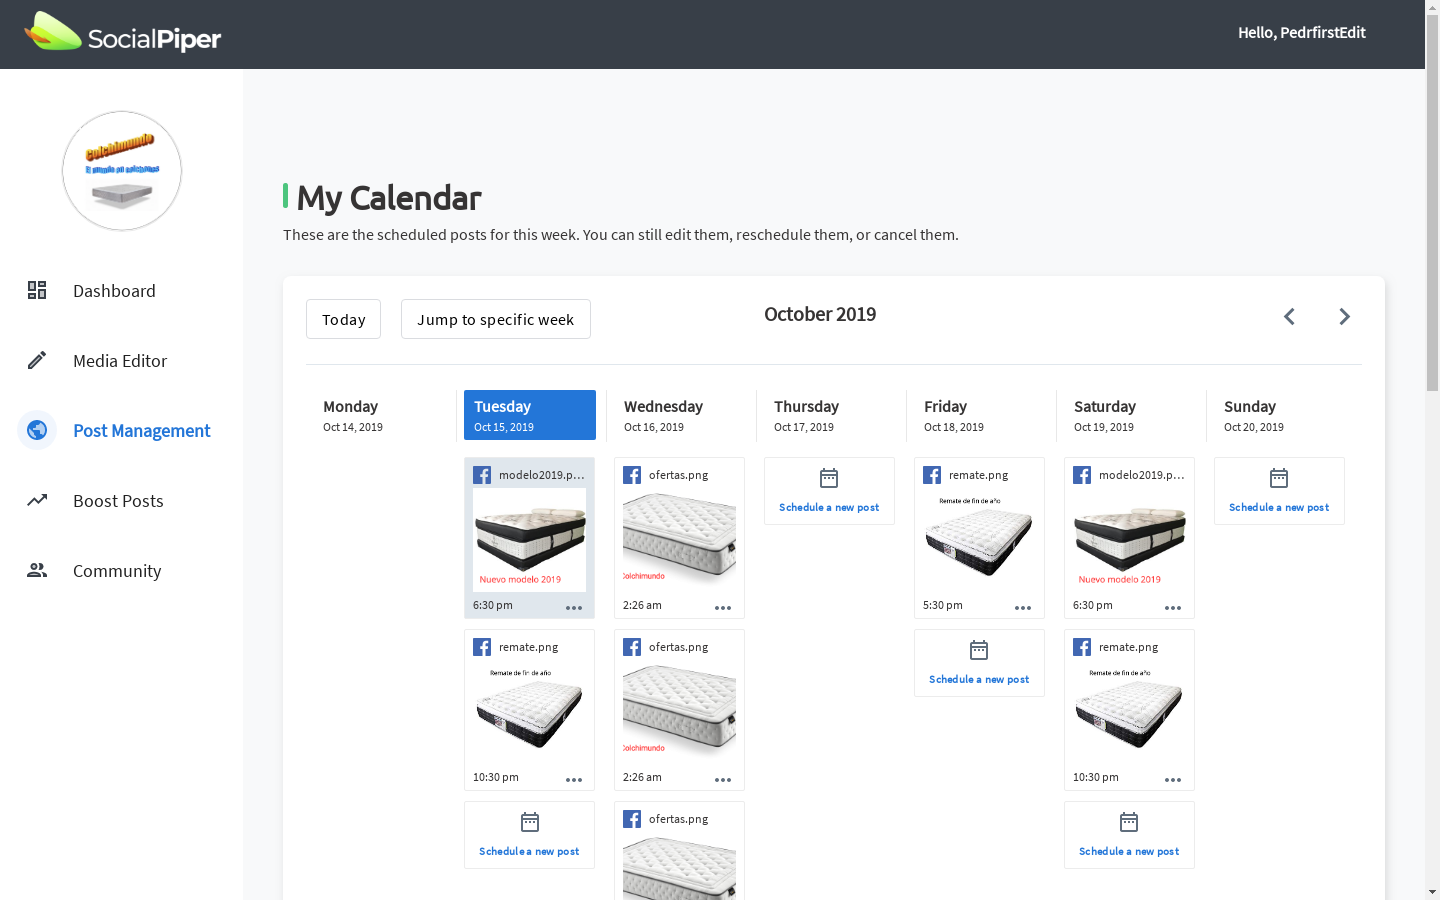 SocialPiper
Hello, PedrfirstEdit
Colchimundo
Dashboard
Media Editor
Post Management
Boost Posts
Community
My Calendar
These are the scheduled posts for this week. You can still edit them, reschedule them, or cancel them.
Today
Jump to specific week
October 2019
Monday
Oct 14, 2019
Tuesday
Oct 15, 2019
Wednesday
Oct 16, 2019
Thursday
Oct 17, 2019
Friday
Oct 18, 2019
Saturday
Oct 19, 2019
Sunday
Oct 20, 2019
modelo2019.p...
Nuevo modelo 2019
6:30 pm
remate.png
Remate de fin de año
10:30 pm
Schedule a new post
ofertas.png
Colchimundo
2:26 am
ofertas.png
Colchimundo
2:26 am
ofertas.png
Schedule a new post
remate.png
Remate de fin de año
5:30 pm
Schedule a new post
modelo2019.p...
Nuevo modelo 2019
6:30 pm
remate.png
Remate de fin de año
10:30 pm
Schedule a new post
Schedule a new post